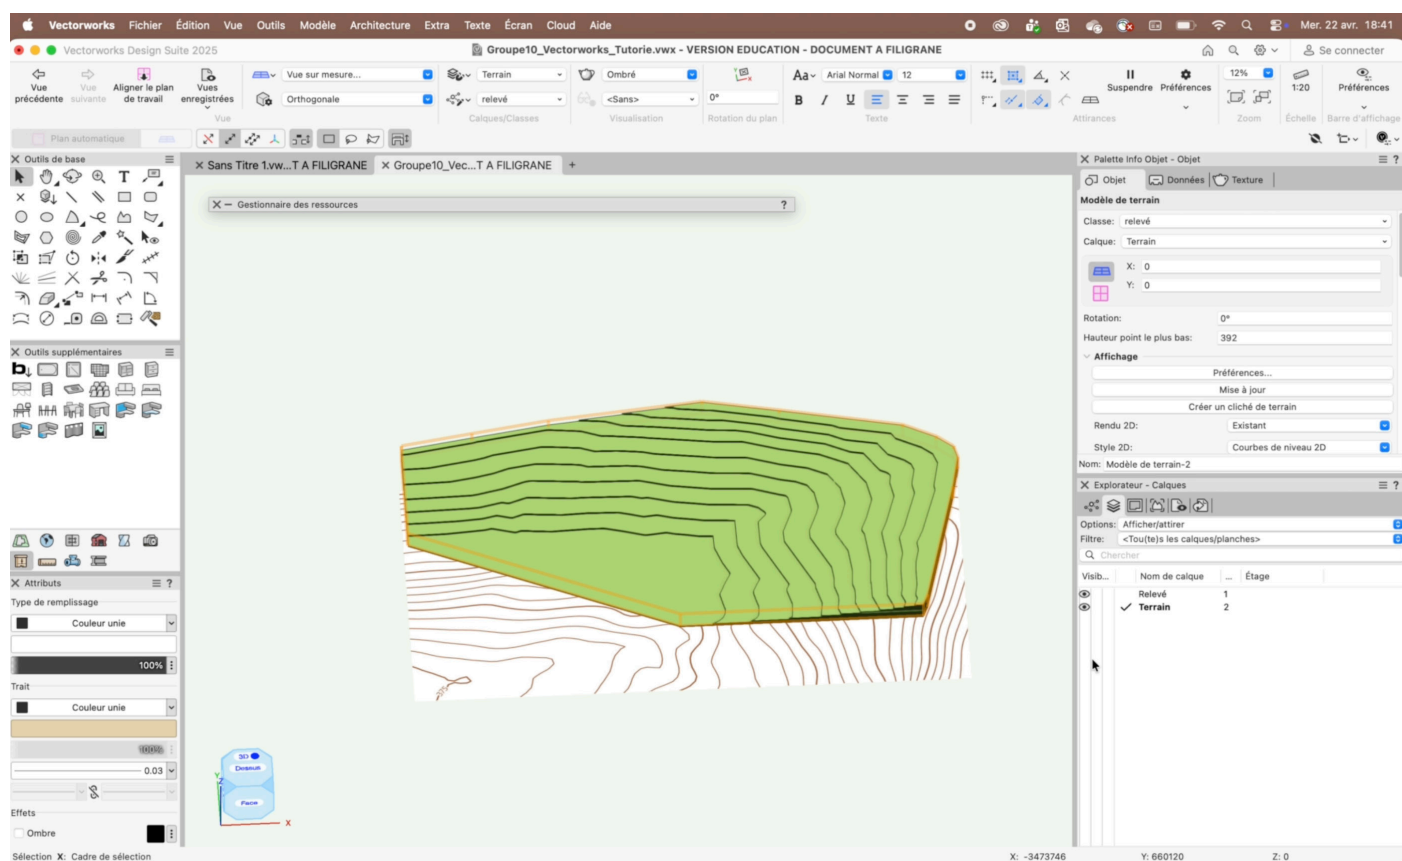 Vectorworks Fichier Édition Vue Outils Modèle Architecture Extra Texte Écran Cloud Aide Mer. 22 avr. 18:41
Vectorworks Design Suite 2025 Groupe10_Vectorworks_Tutorie.vwx - VERSION EDUCATION - DOCUMENT A FILIGRANE Se connecter
Vue précédente
Vue suivante
Aligner le plan de travail
Vues enregistrées
Vue sur mesure...
Orthogonale
Vue
Terrain
relevé
Calques/Classes
Ombré
<Sans>
Visualisation
0°
Rotation du plan
Aa Arial Normal 12
B I U
Texte
Suspendre Préférences
Attirances
12%
Zoom
1:20
Échelle
Préférences
Barre d'affichage
Plan automatique
Outils de base
Sans Titre 1.vw...T A FILIGRANE Groupe10_Vec...T A FILIGRANE +
Gestionnaire des ressources ?
T
Outils supplémentaires
Attributs ?
Type de remplissage
Couleur unie
100%
Trait
Couleur unie
100%
0.03
Effets
Ombre
3D
Dessus
Face
Y
Z
X
Palette Info Objet - Objet ?
Objet Données Texture
Modèle de terrain
Classe: relevé
Calque: Terrain
X: 0
Y: 0
Rotation: 0°
Hauteur point le plus bas: 392
Affichage
Préférences...
Mise à jour
Créer un cliché de terrain
Rendu 2D: Existant
Style 2D: Courbes de niveau 2D
Nom: Modèle de terrain-2
Explorateur - Calques ?
Options: Afficher/attirer
Filtre: <Tou(te)s les calques/planches>
Chercher
Visib... Nom de calque ... Étage
Relevé 1
Terrain 2
Sélection X: Cadre de sélection X: -3473746 Y: 660120 Z: 0